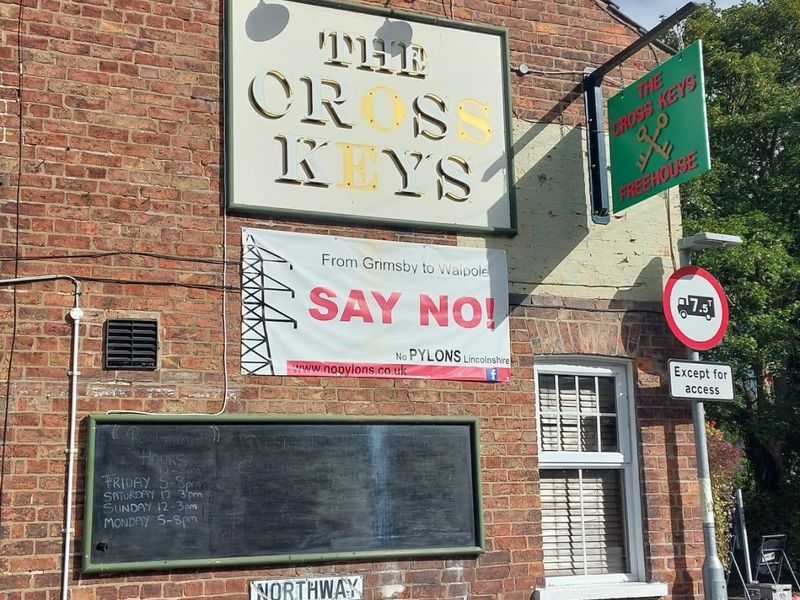 THE
CROSS
KEYS
THE
CROSS KEYS
FREEHOUSE
From Grimsby to Walpole
SAY NO!
No PYLONS Lincolnshire
www.nopylons.co.uk
f
7.5T
Except for
access
"Restaurant"
HOURS
FRIDAY 5-8pm
SATURDAY 12-3pm
SUNDAY 12-3pm
MONDAY 5-8pm
NORTHWAY